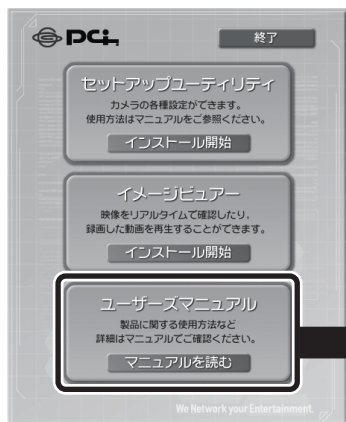 PCi
終了
セットアップユーティリティ
カメラの各種設定ができます。
使用方法はマニュアルをご参照ください。
インストール開始
イメージビュアー
映像をリアルタイムで確認したり、
録画した動画を再生することができます。
インストール開始
ユーザーズマニュアル
製品に関する使用方法など
詳細はマニュアルでご確認ください。
マニュアルを読む
We Network your Entertainment.